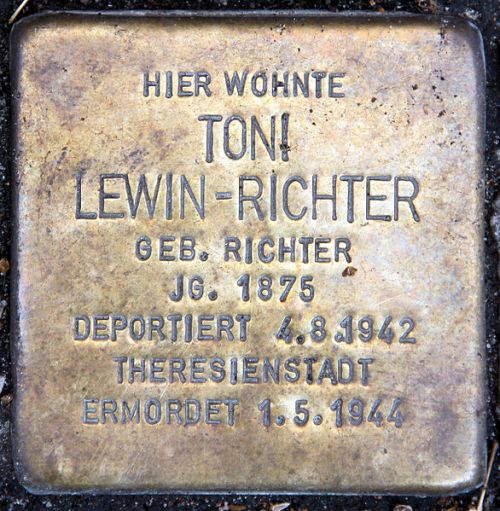 HIER WOHNTE
TONI
LEWIN-RICHTER
GEB. RICHTER
JG. 1875
DEPORTIERT 4.8.1942
THERESIENSTADT
ERMORDET 1.5.1944